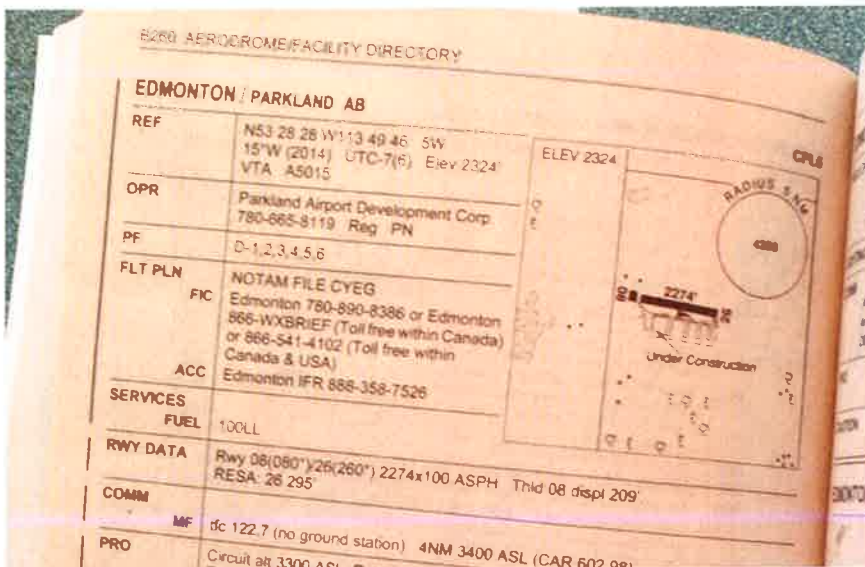 B260 AERODROME/FACILITY DIRECTORY
EDMONTON / PARKLAND AB
CPL6
REF
N53 28 28 W113 49 46 5W
15°W (2014) UTC-7(6) Elev 2324'
VTA A5015
OPR
Parkland Airport Development Corp
780-665-8119 Reg PN
PF
D-1,2,3,4,5,6
FLT PLN
NOTAM FILE CYEG
FIC
Edmonton 780-890-8386 or Edmonton
866-WXBRIEF (Toll free within Canada)
or 866-541-4102 (Toll free within
Canada & USA)
ACC
Edmonton IFR 888-358-7526
SERVICES
FUEL
100LL
ELEV 2324
RADIUS 5 NM
4300
2274'
08
26
Under Construction
RWY DATA
Rwy 08(080°)/26(260°) 2274x100 ASPH Thld 08 displ 209'
RESA: 26 295'
COMM
MF
tfc 122.7 (no ground station) 4NM 3400 ASL (CAR 602.98)
PRO
Circuit alt 3300 ASL